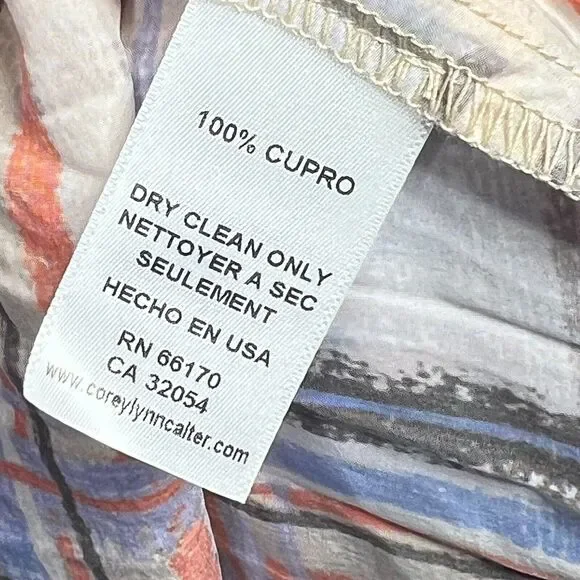 100% CUPRO
DRY CLEAN ONLY
NETTOYER A SEC
SEULEMENT
HECHO EN USA
RN 66170
CA 32054
www.coreylynncalter.com